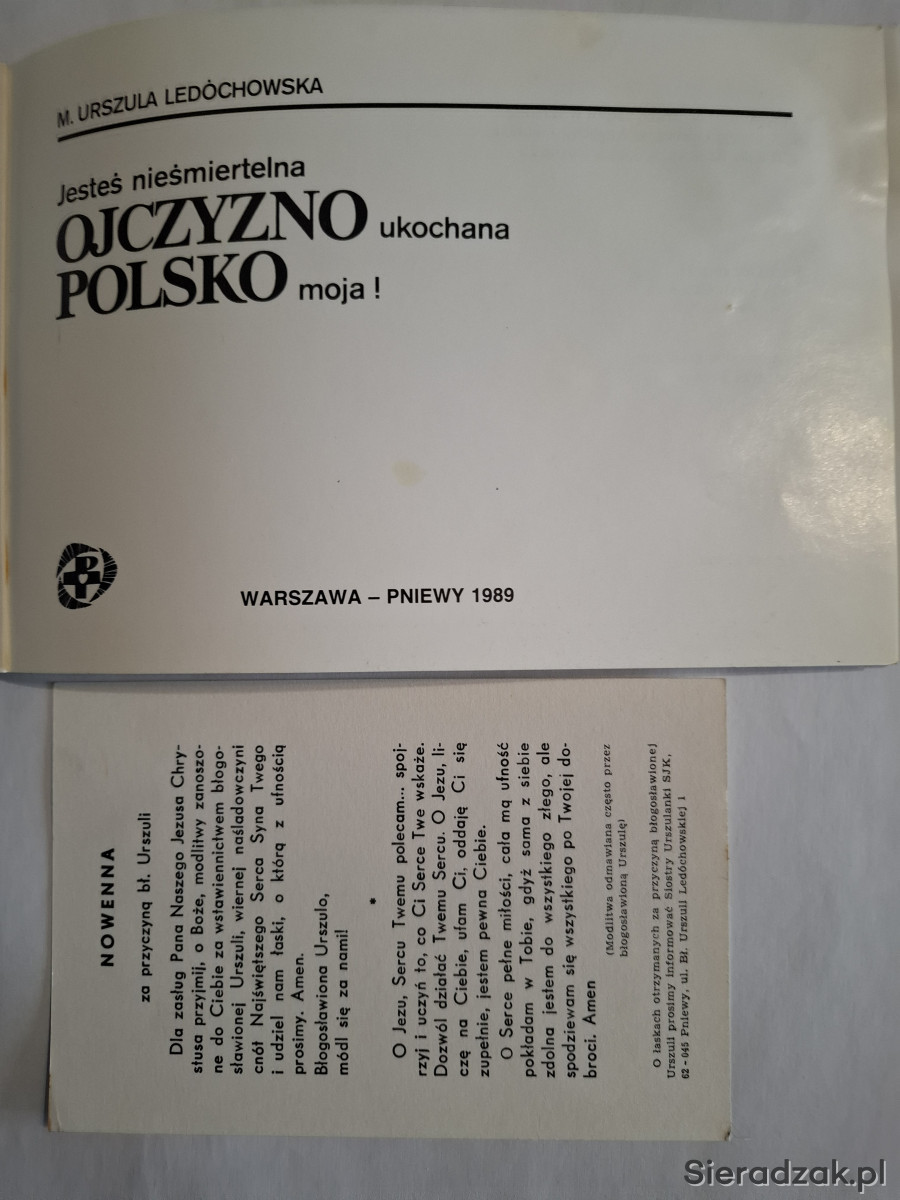 M. URSZULA LEDÓCHOWSKA
Jesteś nieśmiertelna
OJCZYZNO ukochana
POLSKO moja !
WARSZAWA – PNIEWY 1989
NOWENNA
za przyczyną bł. Urszuli
Dla zasług Pana Naszego Jezusa Chry-
stusa przyjmij, o Boże, modlitwy zanoszo-
ne do Ciebie za wstawiennictwem błogo-
sławionej Urszuli, wiernej naśladowczyni
cnót Najświętszego Serca Syna Twego
i udziel nam łaski, o którą z ufnością
prosimy. Amen.
Błogosławiona Urszulo,
módl się za nami!
*
O Jezu, Sercu Twemu polecam... spoj-
rzyj i uczyń to, co Ci Serce Twe wskaże.
Dozwól działać Twemu Sercu. O Jezu, li-
czę na Ciebie, ufam Ci, oddaję Ci się
zupełnie, jestem pewna Ciebie.
O Serce pełne miłości, całą mą ufność
pokładam w Tobie, gdyż sama z siebie
zdolna jestem do wszystkiego złego, ale
spodziewam się wszystkiego po Twojej do-
broci. Amen
(Modlitwa odmawiana często przez
błogosławioną Urszulę)
O łaskach otrzymanych za przyczyną błogosławionej
Urszuli prosimy informować Siostry Urszulanki SJK,
62 - 045 Pniewy, ul. Bł. Urszuli Ledóchowskiej 1
Sieradzak.pl